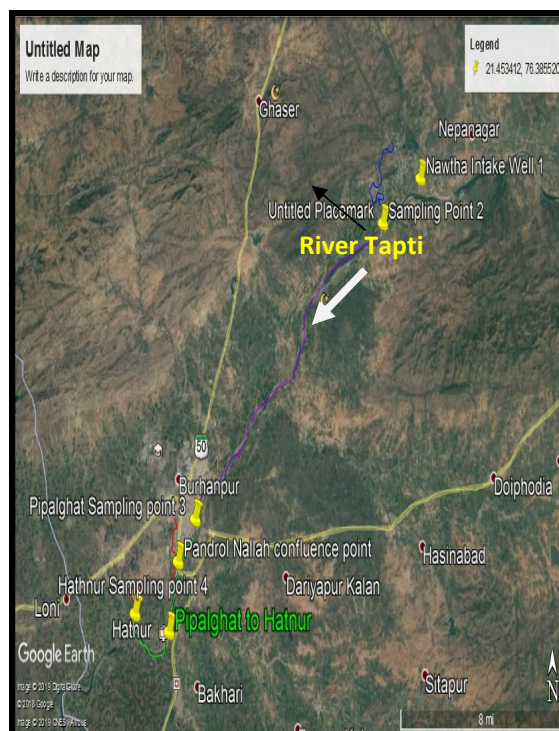 Untitled Map
Write a description for your map.
Legend
21.453412, 76.385520
Ghaser
Nepanagar
Nawtha Intake Well 1
Untitled Placemark
Sampling Point 2
River Tapti
50
Burhanpur
Pipalghat Sampling point 3
Doiphodia
Pandrol Nallah confluence point
Hasinabad
Hathnur Sampling point 4
Dariyapur Kalan
Loni
Hatnur
Pipalghat to Hatnur
Google Earth
Bakhari
Sitapur
N
Image © 2019 DigitalGlobe
© 2018 Google
Image © 2019 CNES / Airbus
8 mi